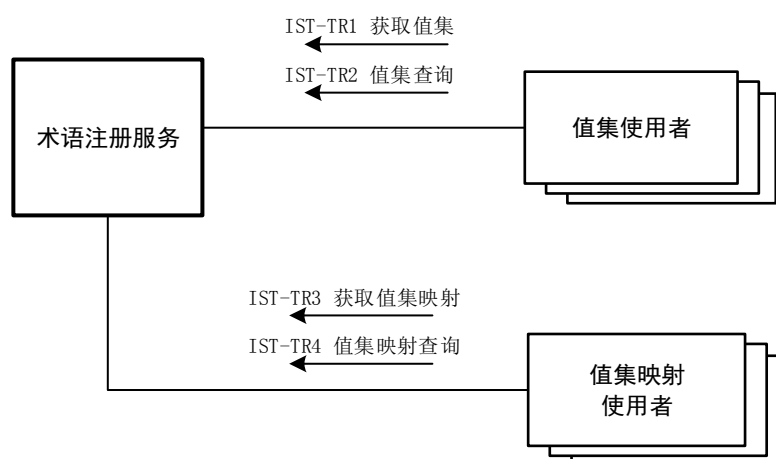 IST-TR1 获取值集
IST-TR2 值集查询
术语注册服务
值集使用者
IST-TR3 获取值集映射
IST-TR4 值集映射查询
值集映射
使用者